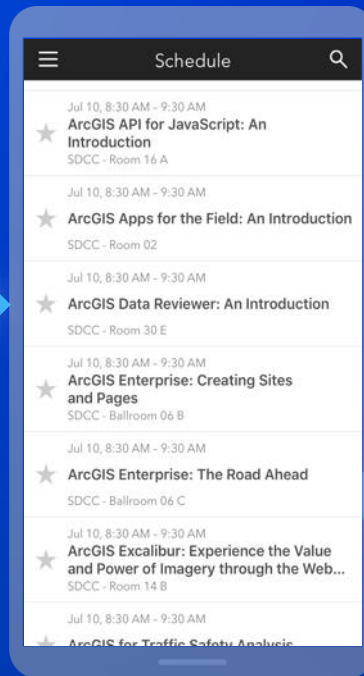 Schedule
Jul 10, 8:30 AM – 9:30 AM
ArcGIS API for JavaScript: An
Introduction
SDCC - Room 16 A
Jul 10, 8:30 AM – 9:30 AM
ArcGIS Apps for the Field: An Introduction
SDCC - Room 02
Jul 10, 8:30 AM – 9:30 AM
ArcGIS Data Reviewer: An Introduction
SDCC - Room 30 E
Jul 10, 8:30 AM – 9:30 AM
ArcGIS Enterprise: Creating Sites
and Pages
SDCC - Ballroom 06 B
Jul 10, 8:30 AM – 9:30 AM
ArcGIS Enterprise: The Road Ahead
SDCC - Ballroom 06 C
Jul 10, 8:30 AM – 9:30 AM
ArcGIS Excalibur: Experience the Value
and Power of Imagery through the Web...
SDCC - Room 14 B
Jul 10, 8:30 AM – 9:30 AM
ArcGIS for Traffic Safety Analysis